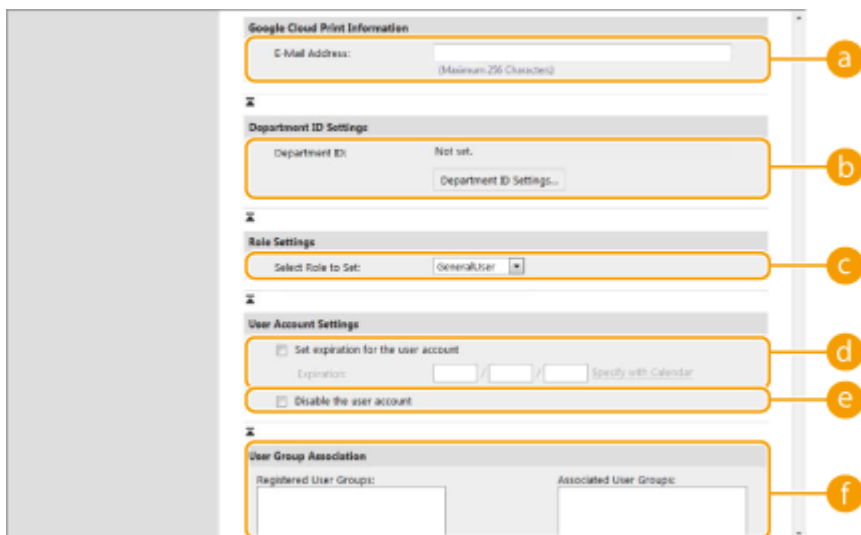 Google Cloud Print Information
E-Mail Address:
(Maximum 256 Characters)
a
Department ID Settings
Department ID: Not set.
Department ID Settings...
b
Role Settings
Select Role to Set: GeneralUser
c
User Account Settings
Set expiration for the user account
Expiration: / / Specify with Calendar
d
Disable the user account
e
User Group Association
Registered User Groups: Associated User Groups:
f